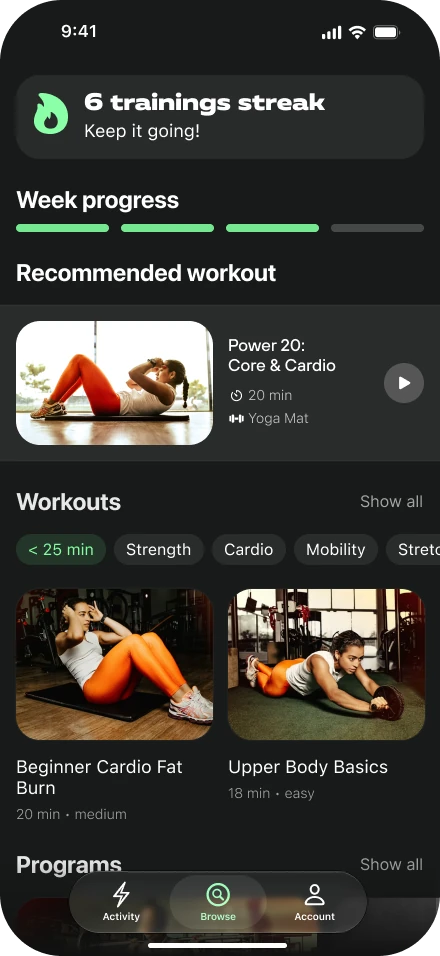 9:41
6 trainings streak
Keep it going!
Week progress
Recommended workout
Power 20:
Core & Cardio
20 min
Yoga Mat
Workouts
Show all
< 25 min
Strength
Cardio
Mobility
Stretc
Beginner Cardio Fat
Burn
20 min • medium
Upper Body Basics
18 min • easy
Programs
Show all
Activity
Browse
Account